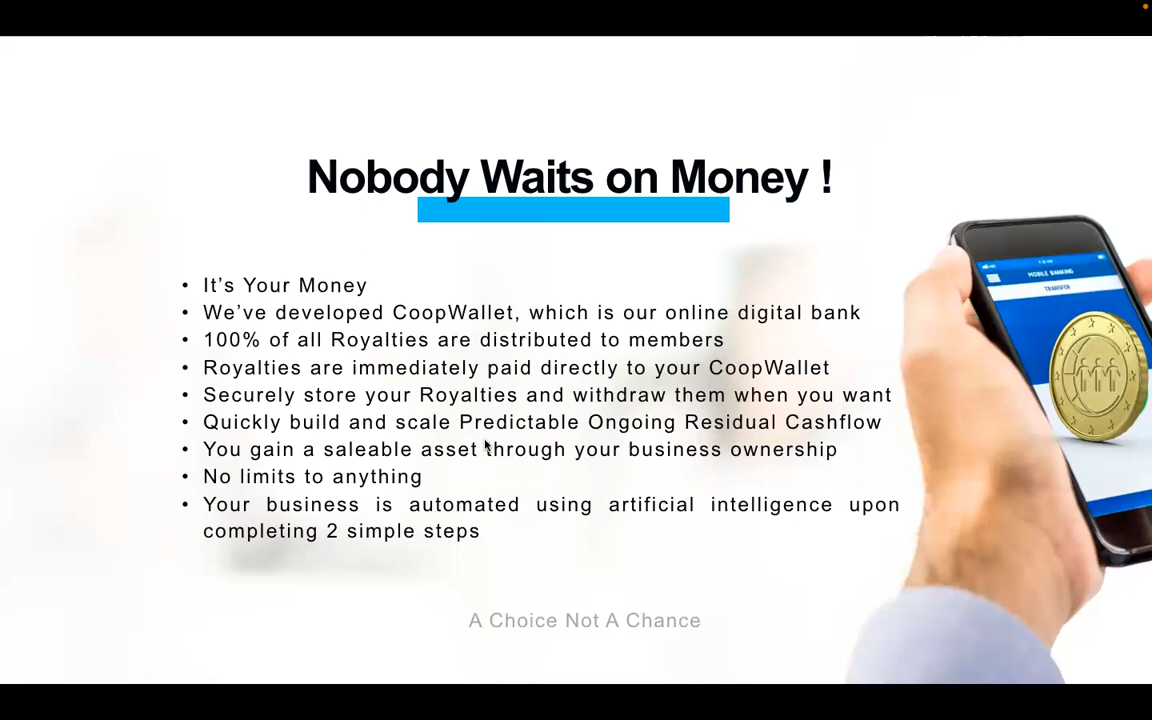 Nobody Waits on Money !
• It’s Your Money
• We’ve developed CoopWallet, which is our online digital bank
• 100% of all Royalties are distributed to members
• Royalties are immediately paid directly to your CoopWallet
• Securely store your Royalties and withdraw them when you want
• Quickly build and scale Predictable Ongoing Residual Cashflow
• You gain a saleable asset through your business ownership
• No limits to anything
• Your business is automated using artificial intelligence upon
completing 2 simple steps
MOBILE BANKING
TRANSFER
A Choice Not A Chance